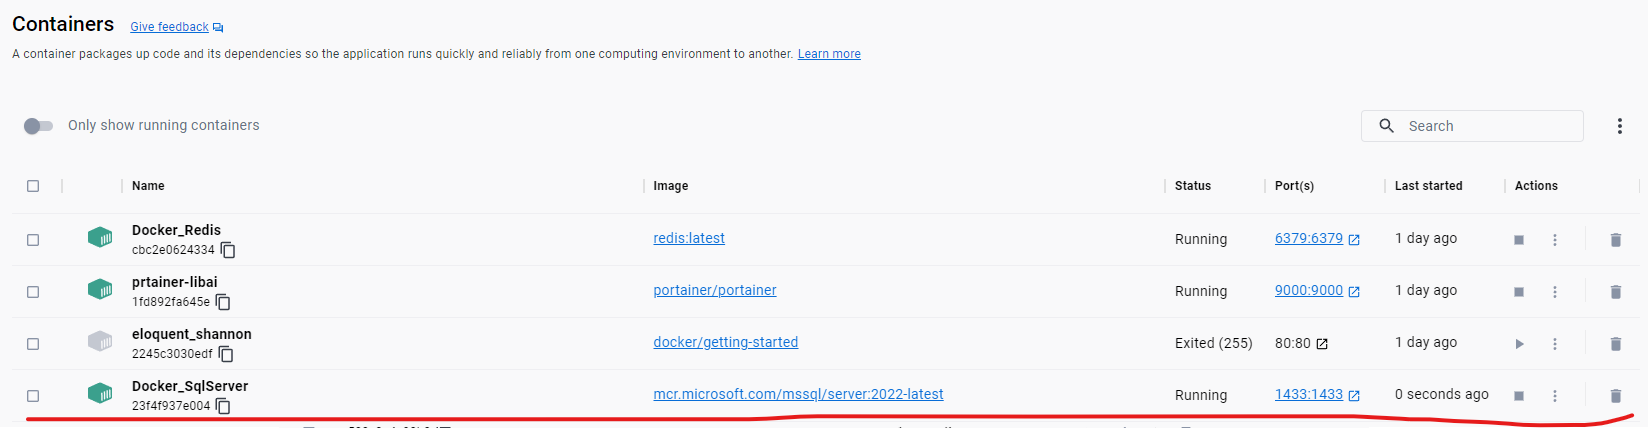 Containers Give feedback
A container packages up code and its dependencies so the application runs quickly and reliably from one computing environment to another. Learn more
Only show running containers
Search
Name Image Status Port(s) Last started Actions
Docker_Redis
cbc2e0624334
redis:latest Running 6379:6379 1 day ago
prtainer-libai
1fd892fa645e
portainer/portainer Running 9000:9000 1 day ago
eloquent_shannon
2245c3030edf
docker/getting-started Exited (255) 80:80 1 day ago
Docker_SqlServer
23f4f937e004
mcr.microsoft.com/mssql/server:2022-latest Running 1433:1433 0 seconds ago